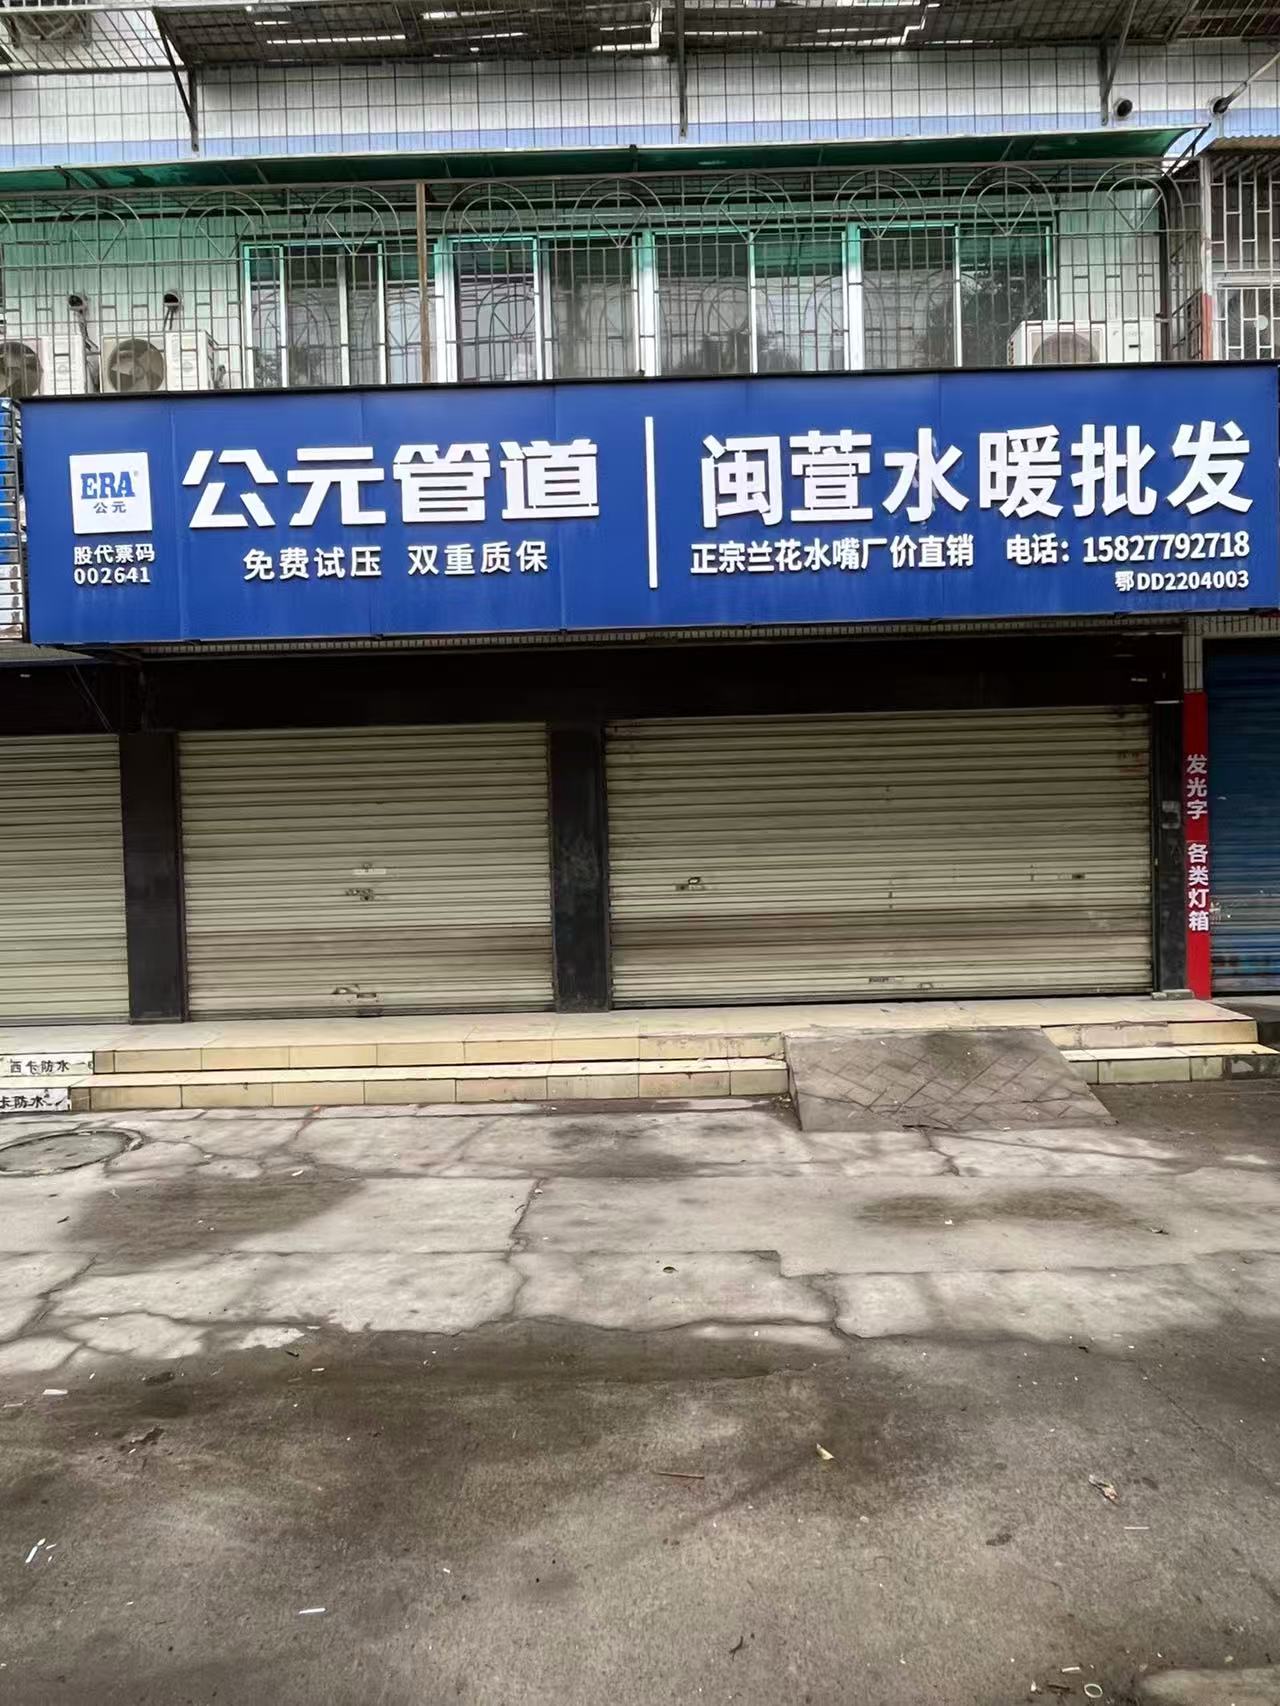 ERA
公元
股代票码
002641
公元管道
免费试压 双重质保
闽萱水暖批发
正宗兰花水嘴厂价直销 电话：15827792718
鄂DD2204003
发光字 各类灯箱
西卡防水
卡防水